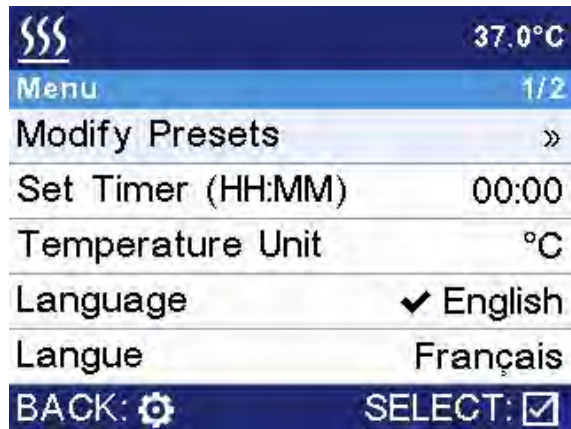 37.0°C
Menu 1/2
Modify Presets »
Set Timer (HH:MM) 00:00
Temperature Unit °C
Language ✔ English
Langue Français
BACK: SELECT: